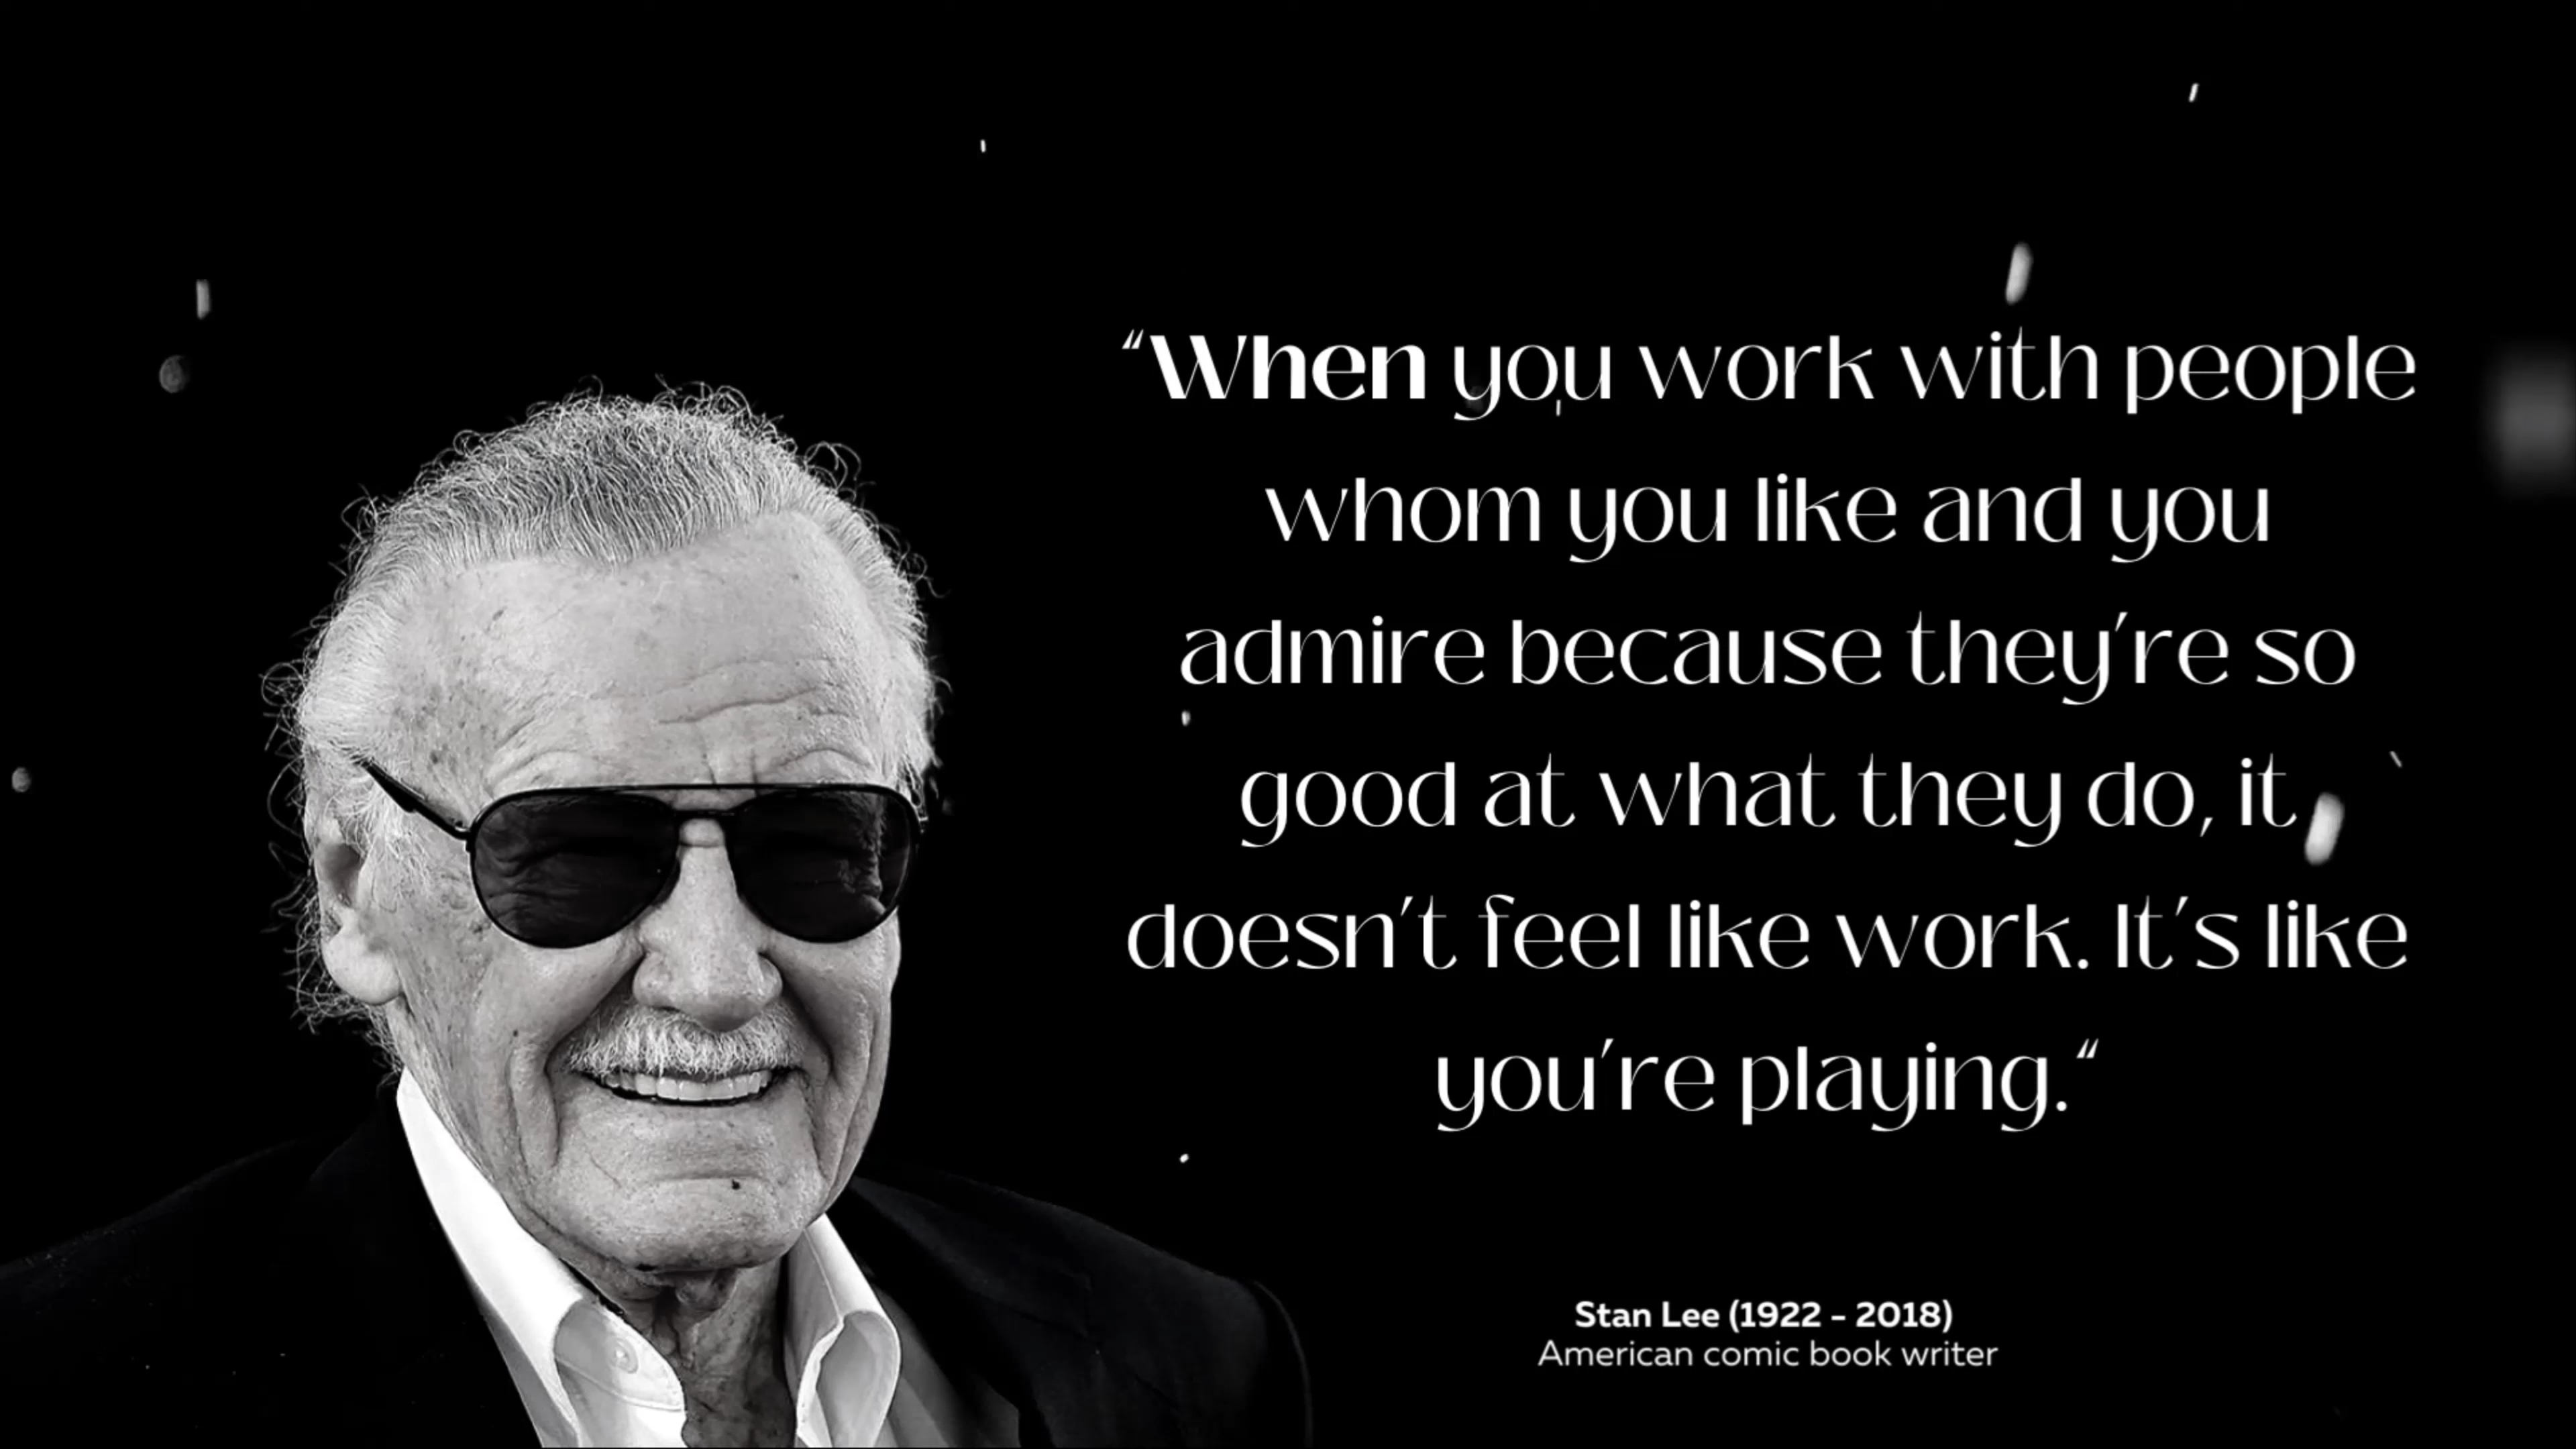 “When you work with people
whom you like and you
admire because they’re so
good at what they do, it
doesn’t feel like work. It’s like
you’re playing.“
Stan Lee (1922 - 2018)
American comic book writer